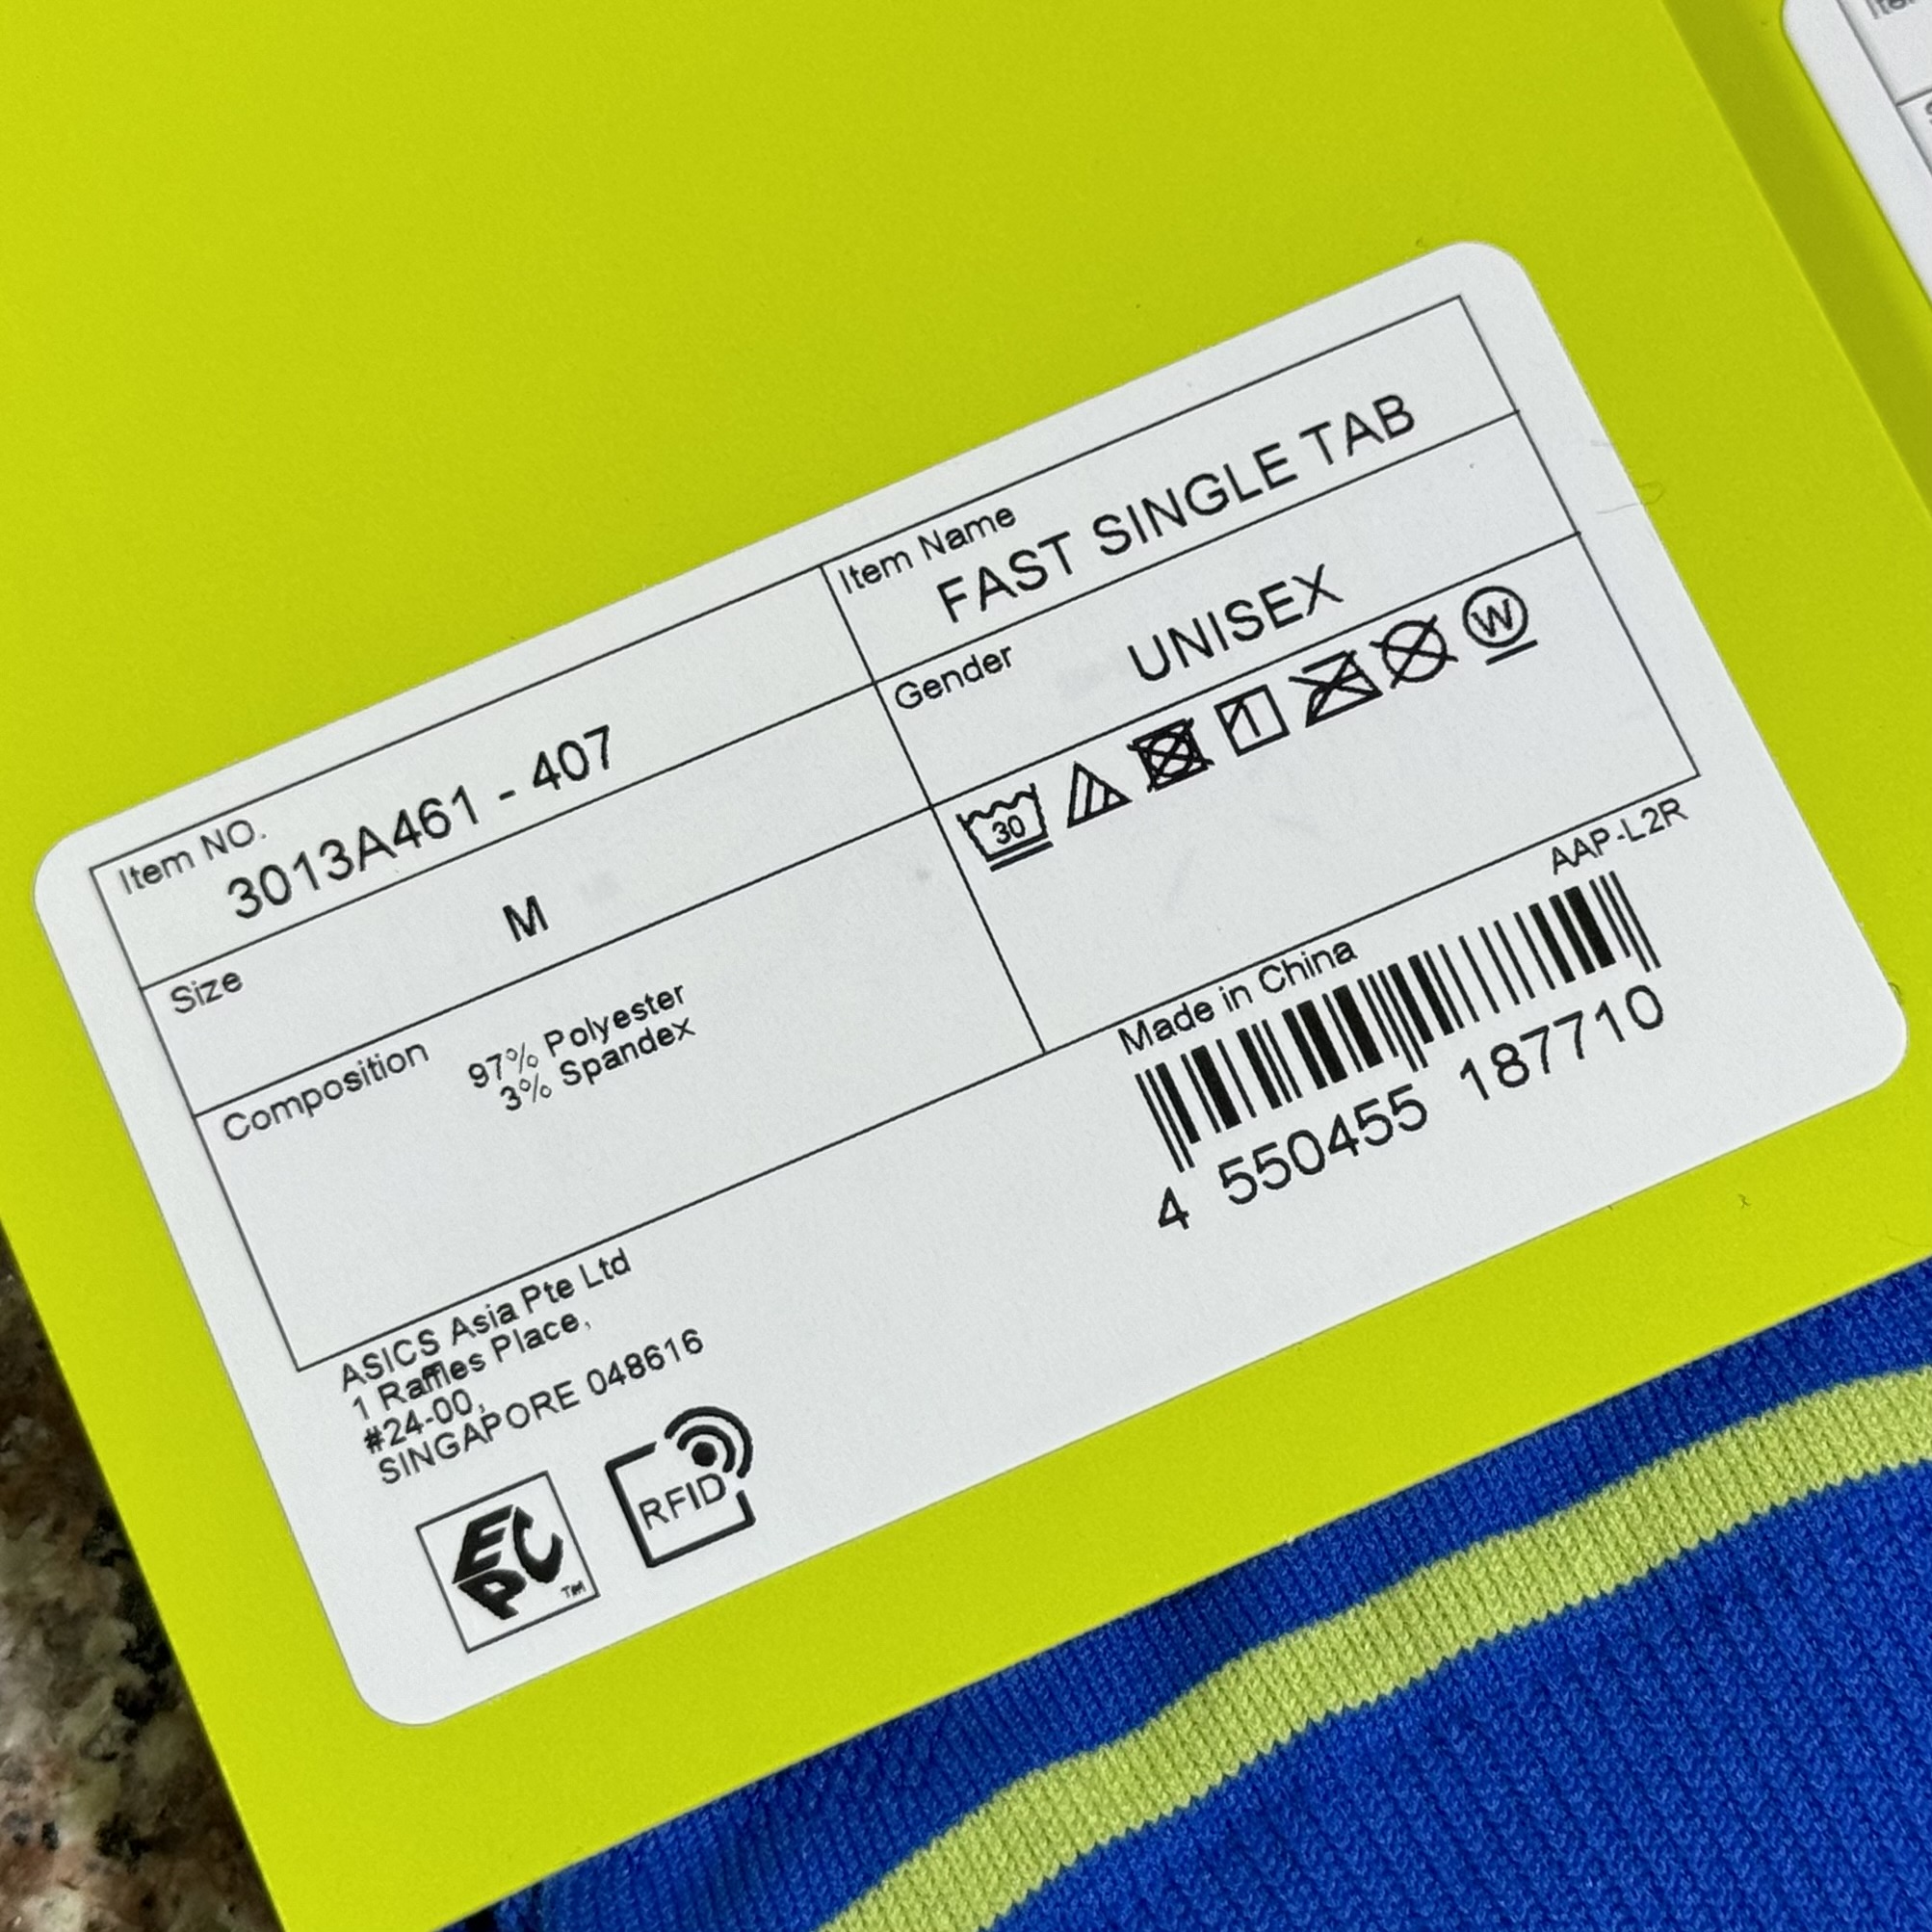 Item NO.
3013A461 - 407
Item Name
FAST SINGLE TAB
Size
M
Gender
UNISEX
Composition
97% Polyester
3% Spandex
30
1
W
AAP-L2R
Made in China
4 550455 187710
ASICS Asia Pte Ltd
1 Raffles Place,
#24-00,
SINGAPORE 048616
EPC TM
RFID